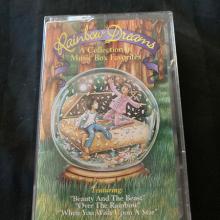 Rainbow Dreams
A Collection of
Music Box Favorites
Featuring:
"Beauty And The Beast"
"Over The Rainbow"
"When You Wish Upon A Star"